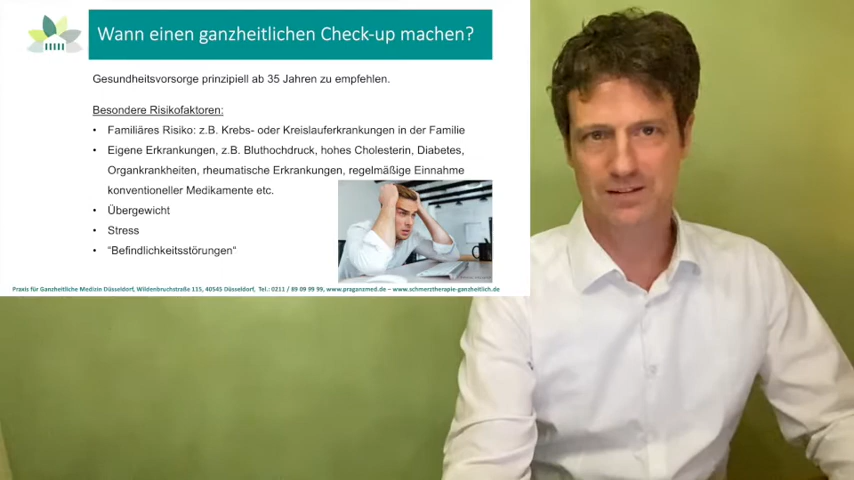 Wann einen ganzheitlichen Check-up machen?
Gesundheitsvorsorge prinzipiell ab 35 Jahren zu empfehlen.
Besondere Risikofaktoren:
• Familiäres Risiko: z.B. Krebs- oder Kreislauferkrankungen in der Familie
• Eigene Erkrankungen, z.B. Bluthochdruck, hohes Cholesterin, Diabetes,
Organkrankheiten, rheumatische Erkrankungen, regelmäßige Einnahme
konventioneller Medikamente etc.
• Übergewicht
• Stress
• "Befindlichkeitsstörungen"
Praxis für Ganzheitliche Medizin Düsseldorf, Wildenbruchstraße 115, 40545 Düsseldorf, Tel.: 0211 / 89 09 99 99, www.praganzmed.de – www.schmerztherapie-ganzheitlich.de